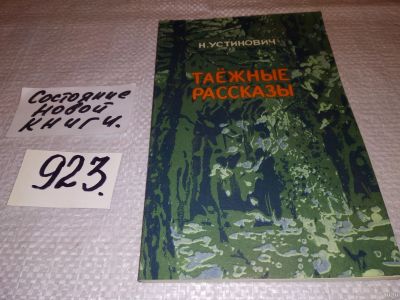 Состояние
Новой
книги.
923.
Н. УСТИНОВИЧ
ТАЁЖНЫЕ
РАССКАЗЫ